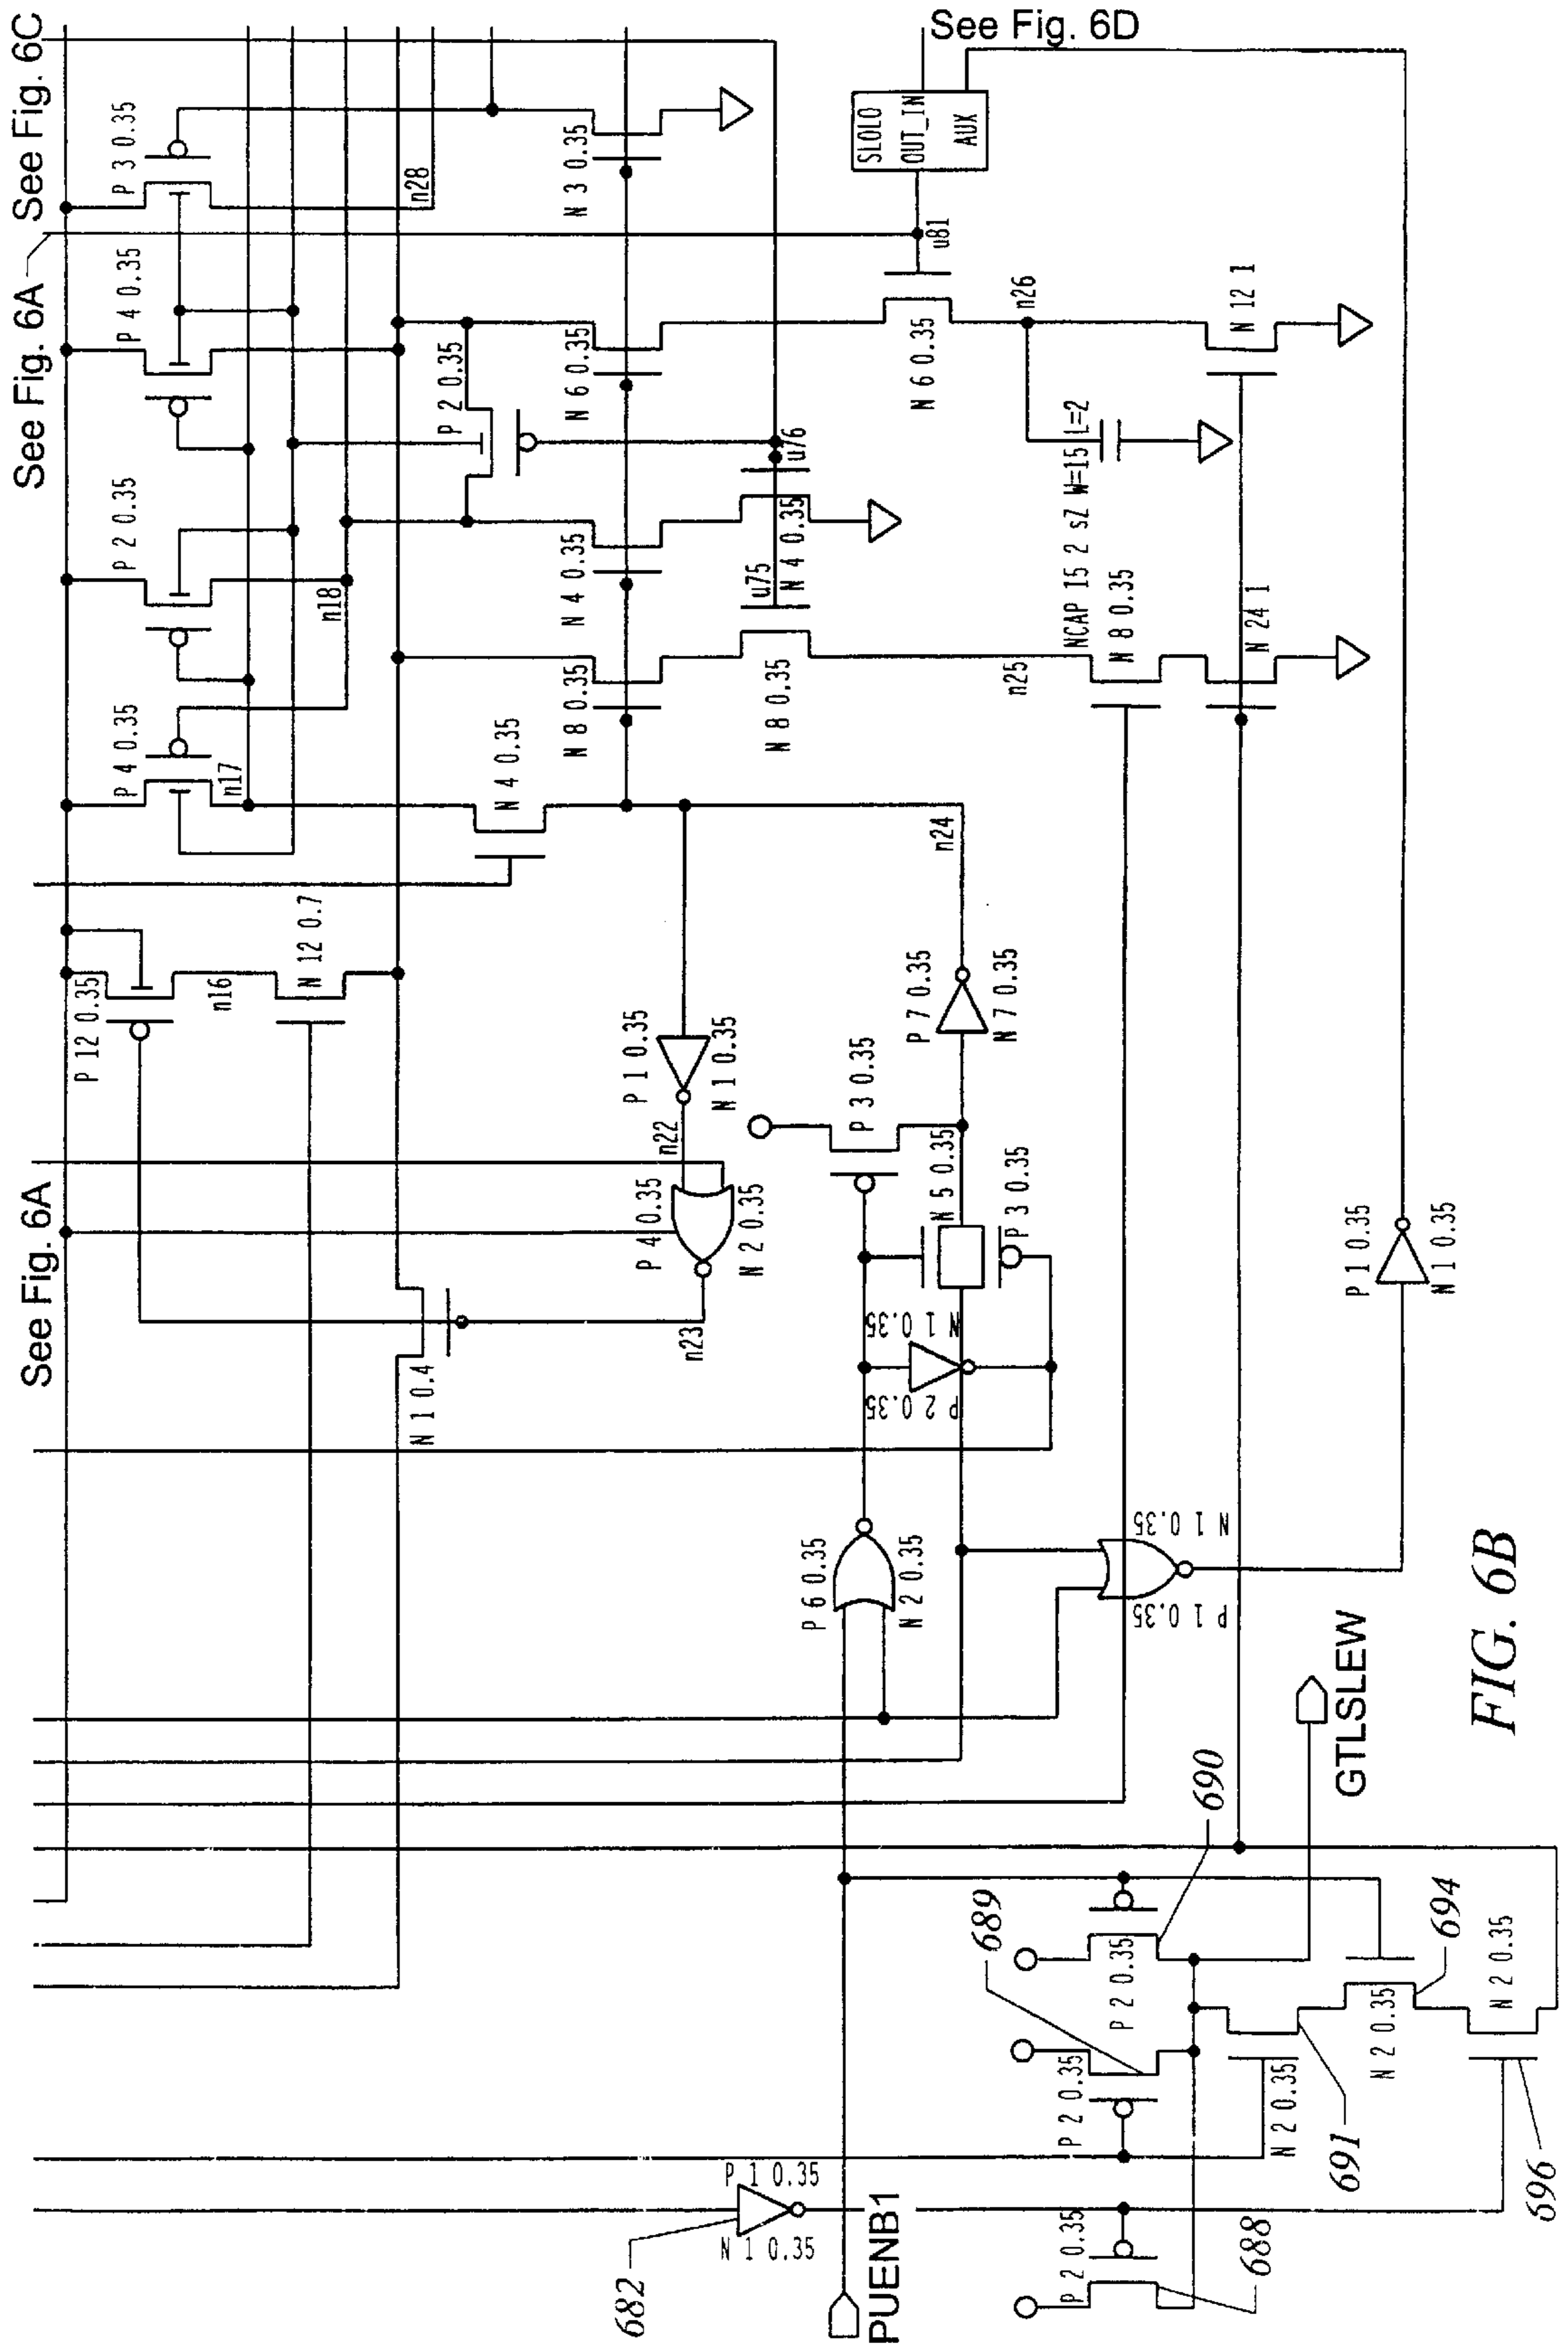 See Fig. 6C
See Fig. 6A
See Fig. 6A
See Fig. 6D
P 3 0.35
P 4 0.35
P 2 0.35
P 4 0.35
P 12 0.35
n28
n18
n17
n16
N 12 0.7
N 4 0.35
P 2 0.35
N 3 0.35
N 6 0.35
N 4 0.35
N 8 0.35
N 1 0.4
n23
n22
P 1 0.35
N 1 0.35
P 4 0.35
N 2 0.35
u76
u75
N 4 0.35
N 8 0.35
SLOLO
OUT_IN
AUX
u81
N 6 0.35
n26
n25
n24
NCAP 15 2 sZ W=15 L=2
N 8 0.35
N 24 1
N 12 1
P 7 0.35
N 7 0.35
P 3 0.35
N 5 0.35
P 3 0.35
N 1 0.35
P 2 0.35
P 6 0.35
N 2 0.35
N 1 0.35
P 1 0.35
P 1 0.35
N 1 0.35
682
P 1 0.35
N 1 0.35
PUENB1
688
P 2 0.35
689
P 2 0.35
690
P 2 0.35
691
N 2 0.35
694
N 2 0.35
696
N 2 0.35
GTLSLEW
FIG. 6B